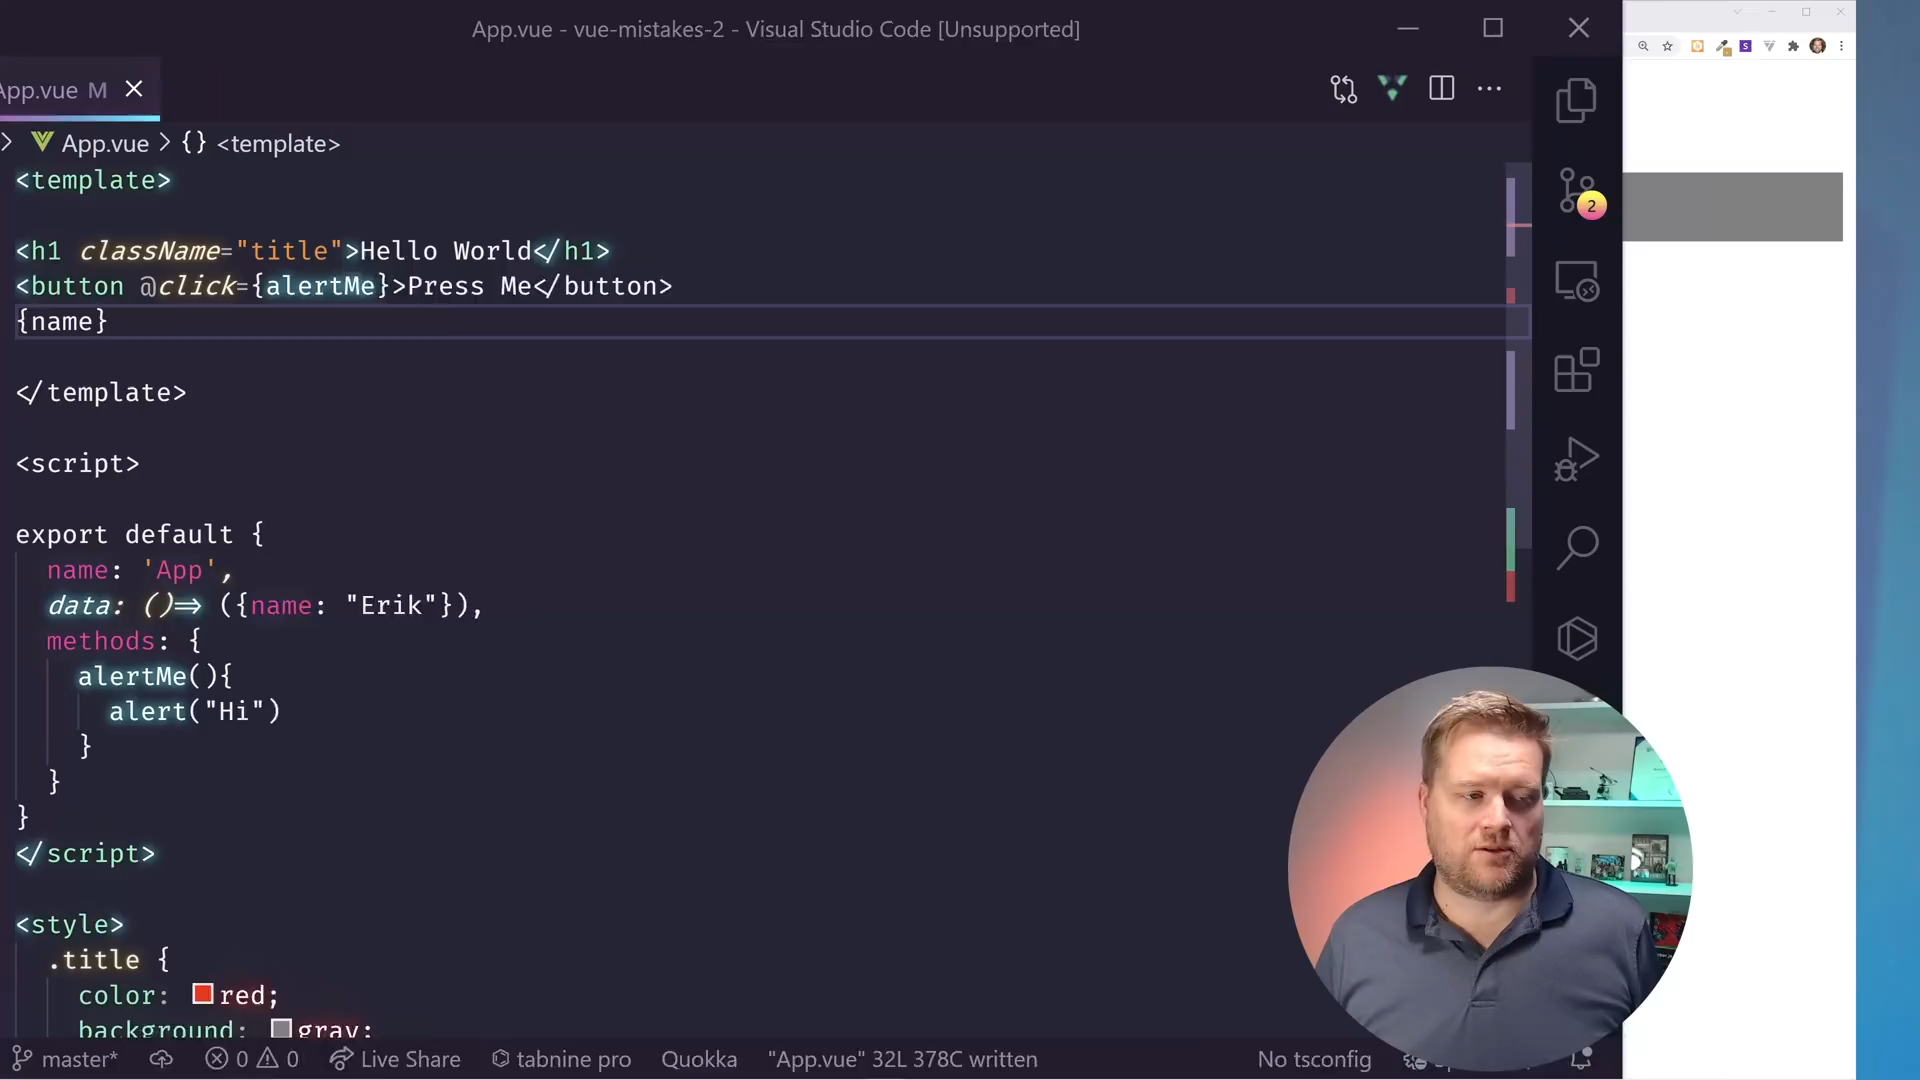 App.vue - vue-mistakes-2 - Visual Studio Code [Unsupported]
App.vue M
App.vue > {} <template>
<template>
<h1 className="title">Hello World</h1>
<button @click={alertMe}>Press Me</button>
{name}
</template>
<script>
export default {
name: 'App',
data: ()=> ({name: "Erik"}),
methods: {
alertMe(){
alert("Hi")
}
}
}
</script>
<style>
.title {
color: red;
background: gray;
master* 0 0 Live Share tabnine pro Quokka "App.vue" 32L 378C written No tsconfig
2
S